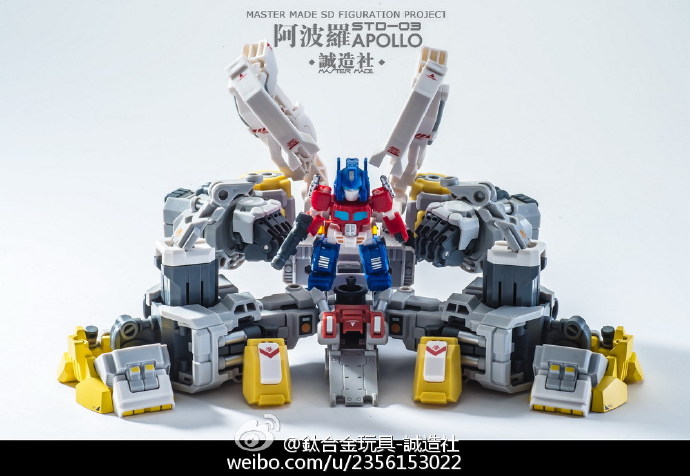 MASTER MADE SD FIGURATION PROJECT
阿波羅 STD-03 APOLLO
·誠造社·
MASTER MADE
@鈦合金玩具-誠造社
weibo.com/u/2356153022